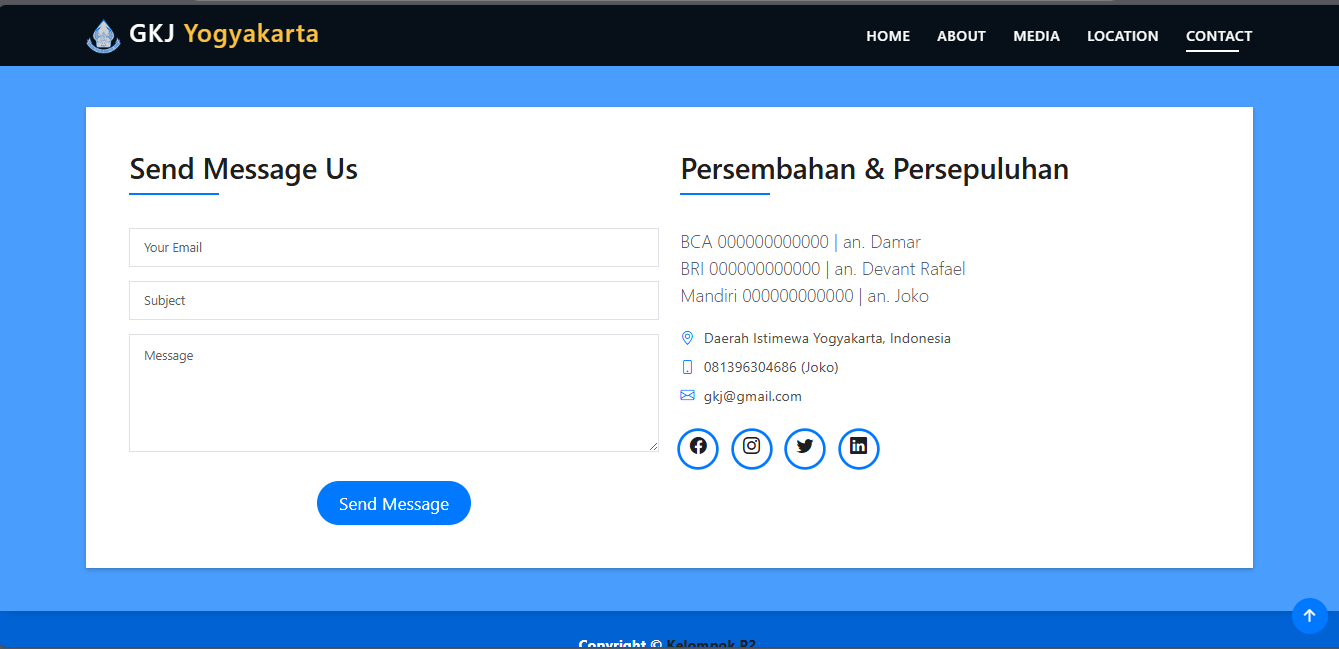 GKJ Yogyakarta
HOME ABOUT MEDIA LOCATION CONTACT
Send Message Us
Your Email
Subject
Message
Send Message
Persembahan & Persepuluhan
BCA 000000000000 | an. Damar
BRI 000000000000 | an. Devant Rafael
Mandiri 000000000000 | an. Joko
Daerah Istimewa Yogyakarta, Indonesia
081396304686 (Joko)
gkj@gmail.com
Copyright © Kelompok P2